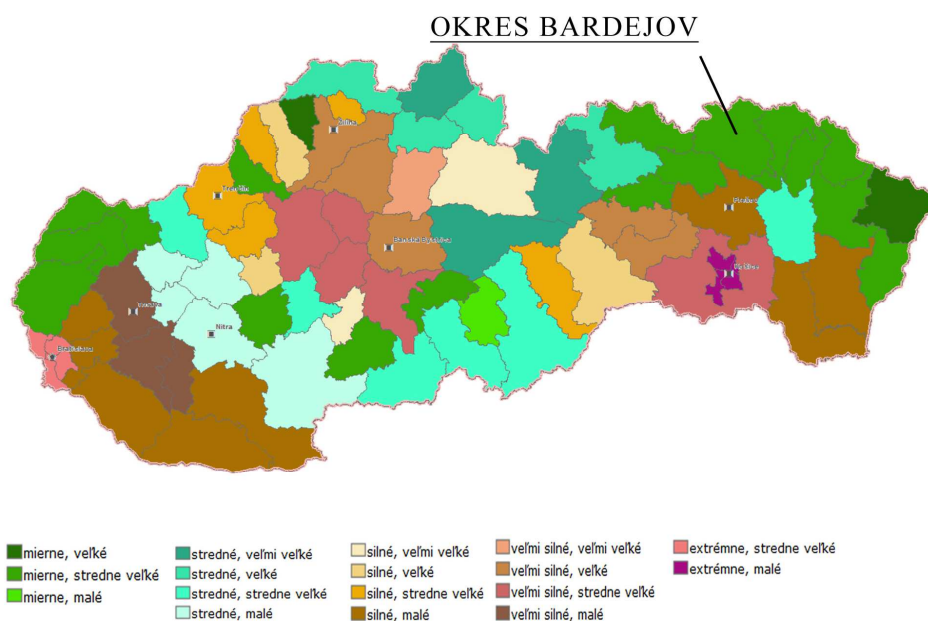 OKRES BARDEJOV
Žilina
Trenčín
Prešov
Banská Bystrica
Košice
Trnava
Nitra
Bratislava
mierne, veľké
mierne, stredne veľké
mierne, malé
stredné, veľmi veľké
stredné, veľké
stredné, stredne veľké
stredné, malé
silné, veľmi veľké
silné, veľké
silné, stredne veľké
silné, malé
veľmi silné, veľmi veľké
veľmi silné, veľké
veľmi silné, stredne veľké
veľmi silné, malé
extrémne, stredne veľké
extrémne, malé